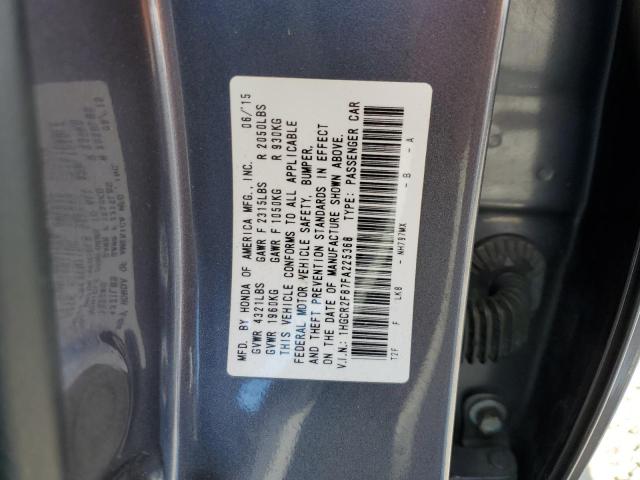 MFD. BY HONDA OF AMERICA MFG., INC. 06/15
GVWR 4321LBS GAWR F 2315LBS R 2050LBS
GVWR 1960KG GAWR F 1050KG R 930KG
THIS VEHICLE CONFORMS TO ALL APPLICABLE
FEDERAL MOTOR VEHICLE SAFETY, BUMPER,
AND THEFT PREVENTION STANDARDS IN EFFECT
ON THE DATE OF MANUFACTURE SHOWN ABOVE.
V.I.N.: 1HGCR2F87FA225368 TYPE: PASSENGER CAR
T2F F LK8 - NH797MX - B - A